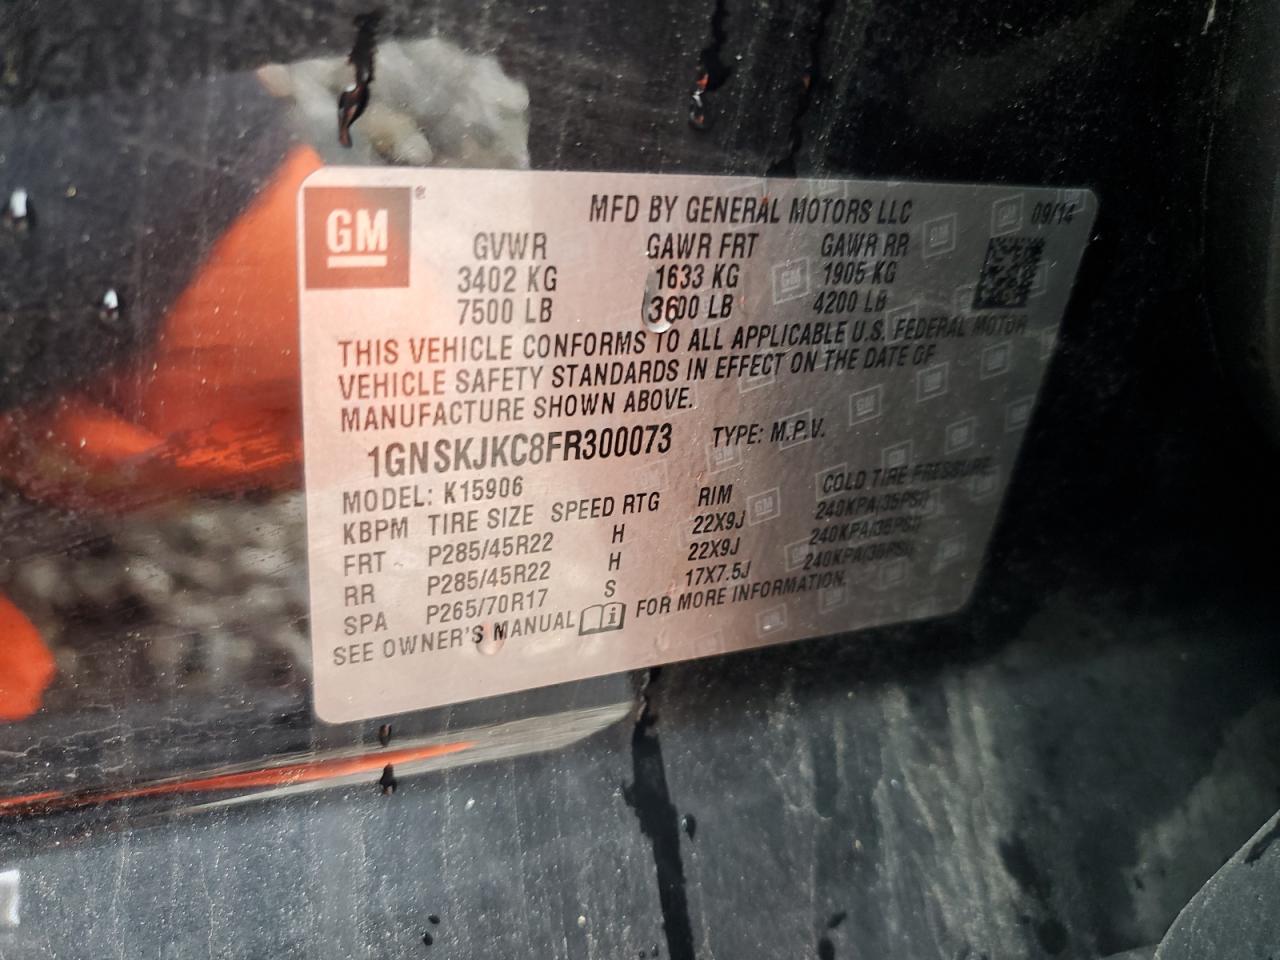 GM®
MFD BY GENERAL MOTORS LLC 09/14
GVWR GAWR FRT GAWR RR
3402 KG 1633 KG 1905 KG
7500 LB 3600 LB 4200 LB
THIS VEHICLE CONFORMS TO ALL APPLICABLE U.S. FEDERAL MOTOR
VEHICLE SAFETY STANDARDS IN EFFECT ON THE DATE OF
MANUFACTURE SHOWN ABOVE.
1GNSKJKC8FR300073 TYPE: M.P.V.
MODEL: K15906
KBPM TIRE SIZE SPEED RTG RIM COLD TIRE PRESSURE
FRT P285/45R22 H 22X9J 240KPA(35PSI)
RR P285/45R22 H 22X9J 240KPA(35PSI)
SPA P265/70R17 S 17X7.5J 240KPA(35PSI)
SEE OWNER'S MANUAL FOR MORE INFORMATION.